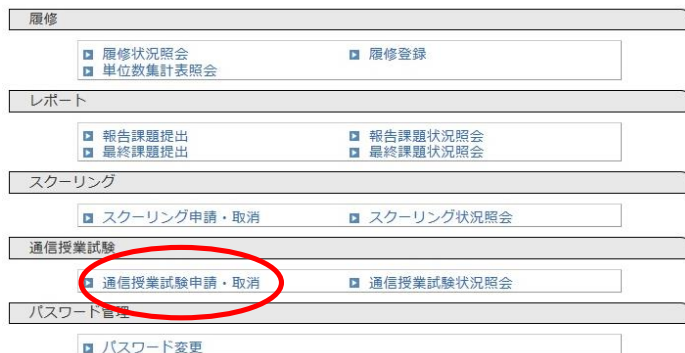 履修
履修状況照会 履修登録
単位数集計表照会
レポート
報告課題提出 報告課題状況照会
最終課題提出 最終課題状況照会
スクーリング
スクーリング申請・取消 スクーリング状況照会
通信授業試験
通信授業試験申請・取消 通信授業試験状況照会
パスワード管理
パスワード変更